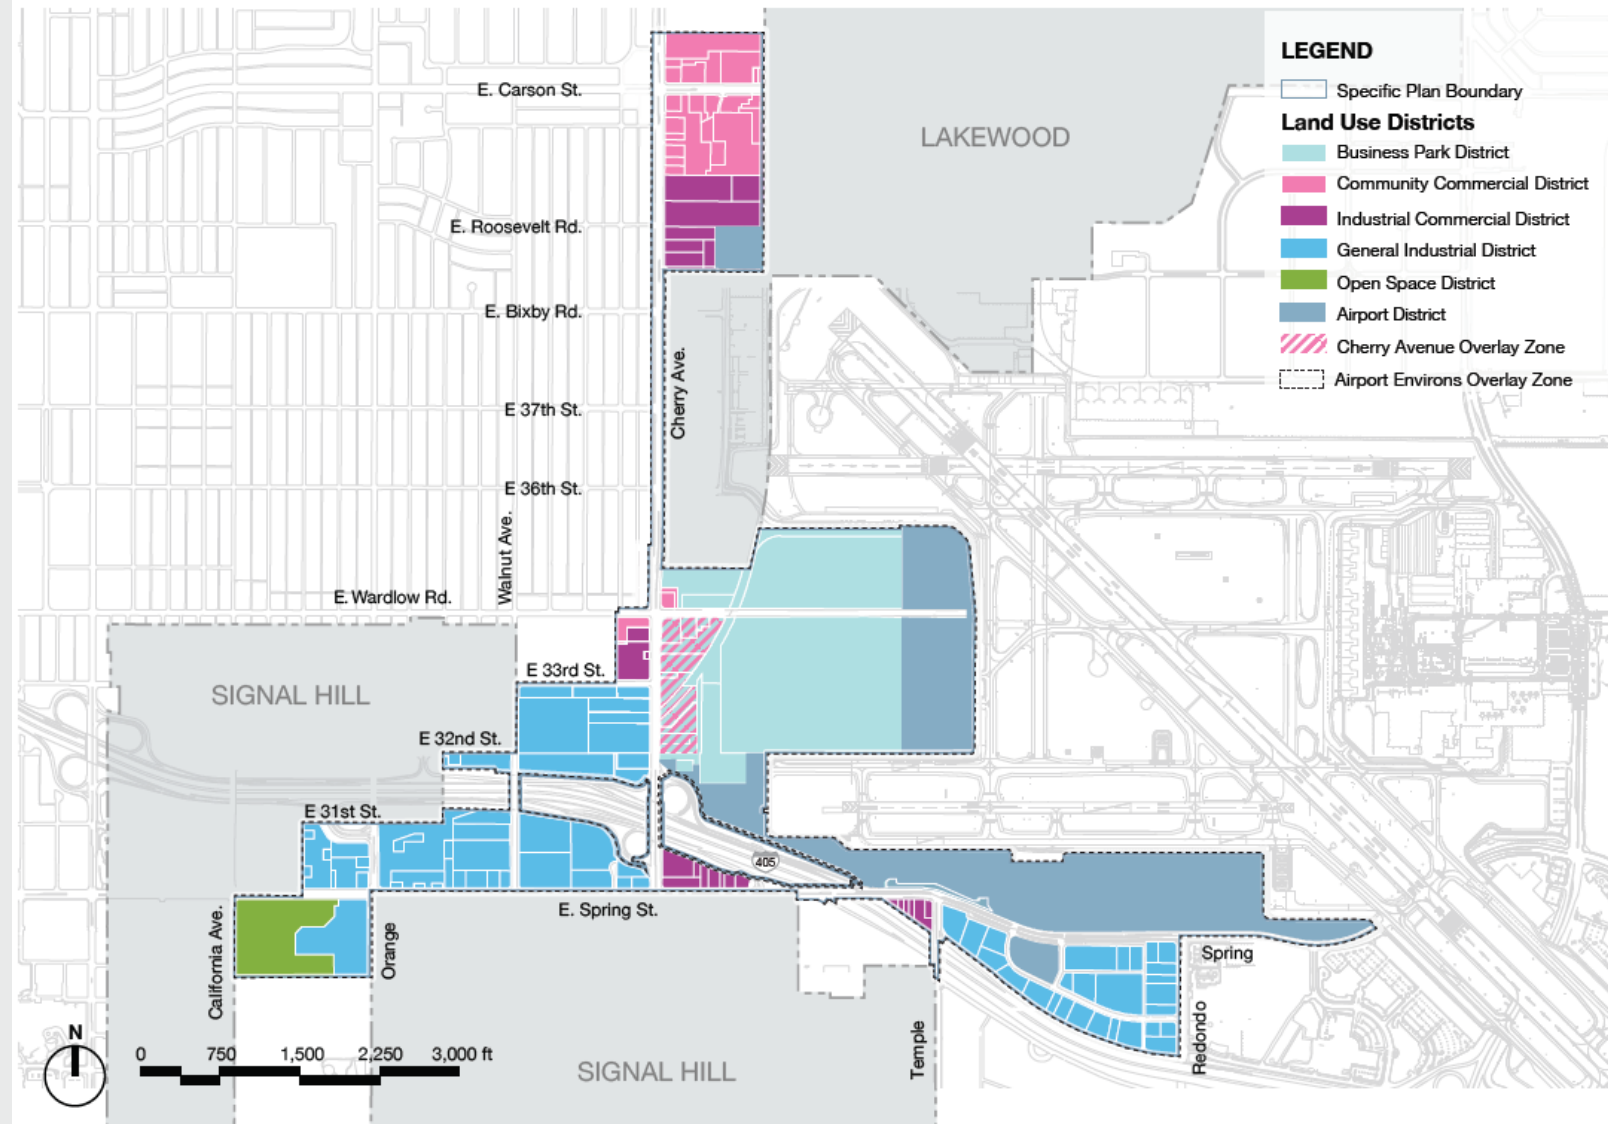 E. Carson St.
LAKEWOOD
LEGEND
Specific Plan Boundary
Land Use Districts
Business Park District
Community Commercial District
Industrial Commercial District
General Industrial District
Open Space District
Airport District
Cherry Avenue Overlay Zone
Airport Environs Overlay Zone
E. Roosevelt Rd.
E. Bixby Rd.
Cherry Ave.
E 37th St.
E 36th St.
Walnut Ave.
E. Wardlow Rd.
E 33rd St.
SIGNAL HILL
E 32nd St.
E 31st St.
405
E. Spring St.
California Ave.
Orange
Spring
Temple
Redondo
N
0 750 1,500 2,250 3,000 ft
SIGNAL HILL